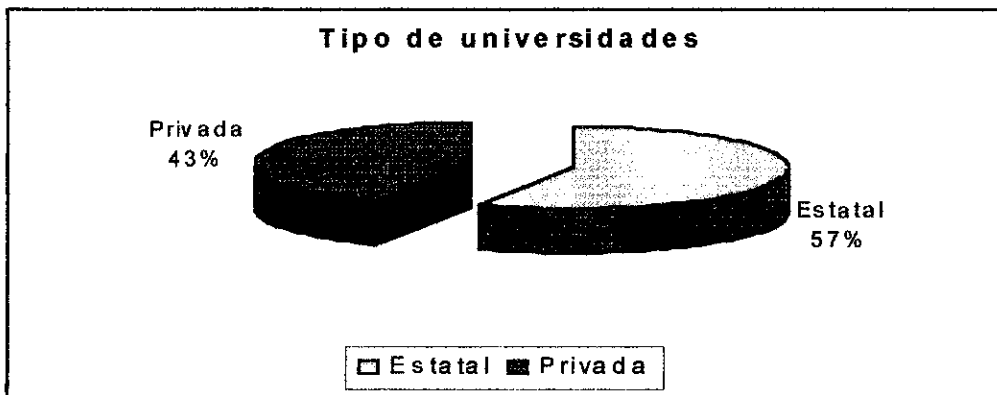 Tipo de universidades
Privada
43%
Estatal
57%
Estatal Privada